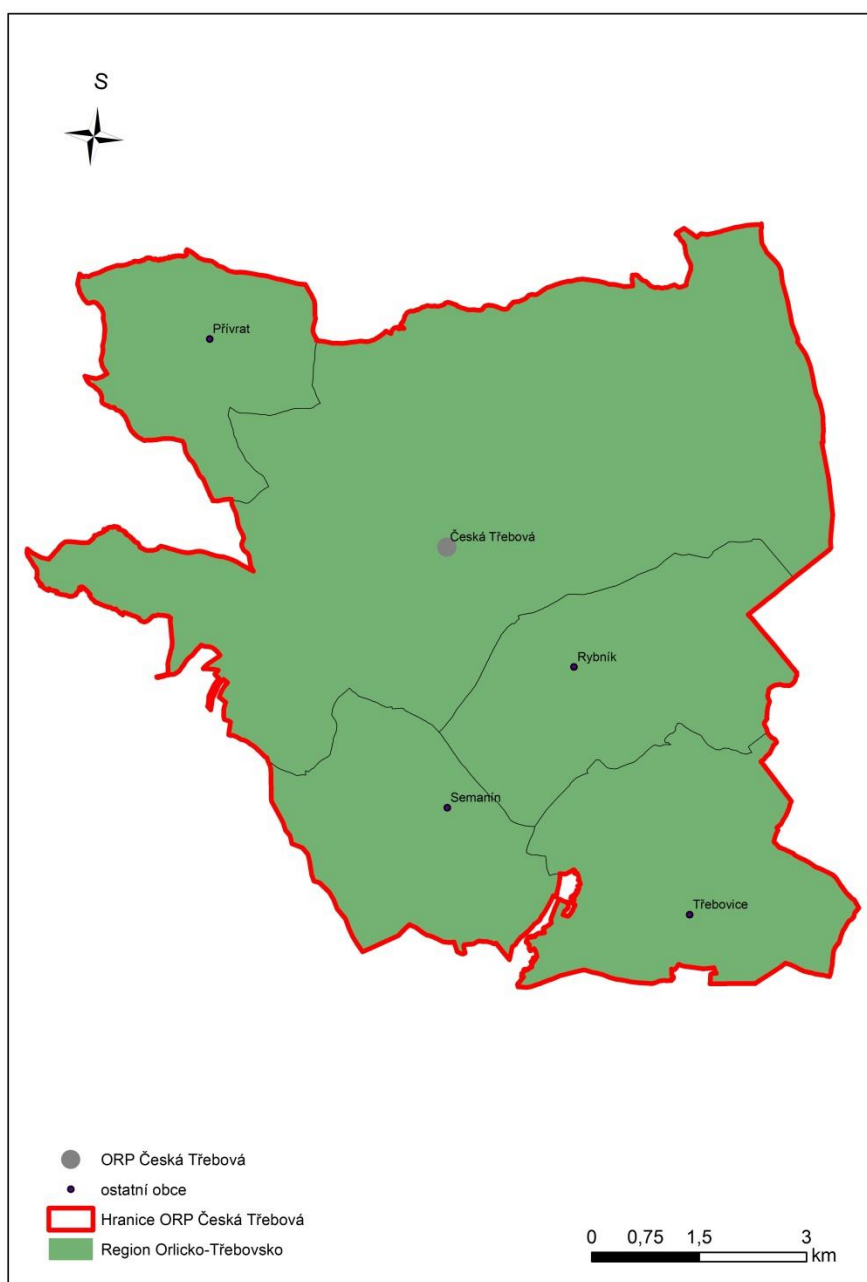 S
Přívrat
Česká Třebová
Rybník
Semanín
Třebovice
ORP Česká Třebová
ostatní obce
Hranice ORP Česká Třebová
Region Orlicko-Třebovsko
0 0,75 1,5 3
km